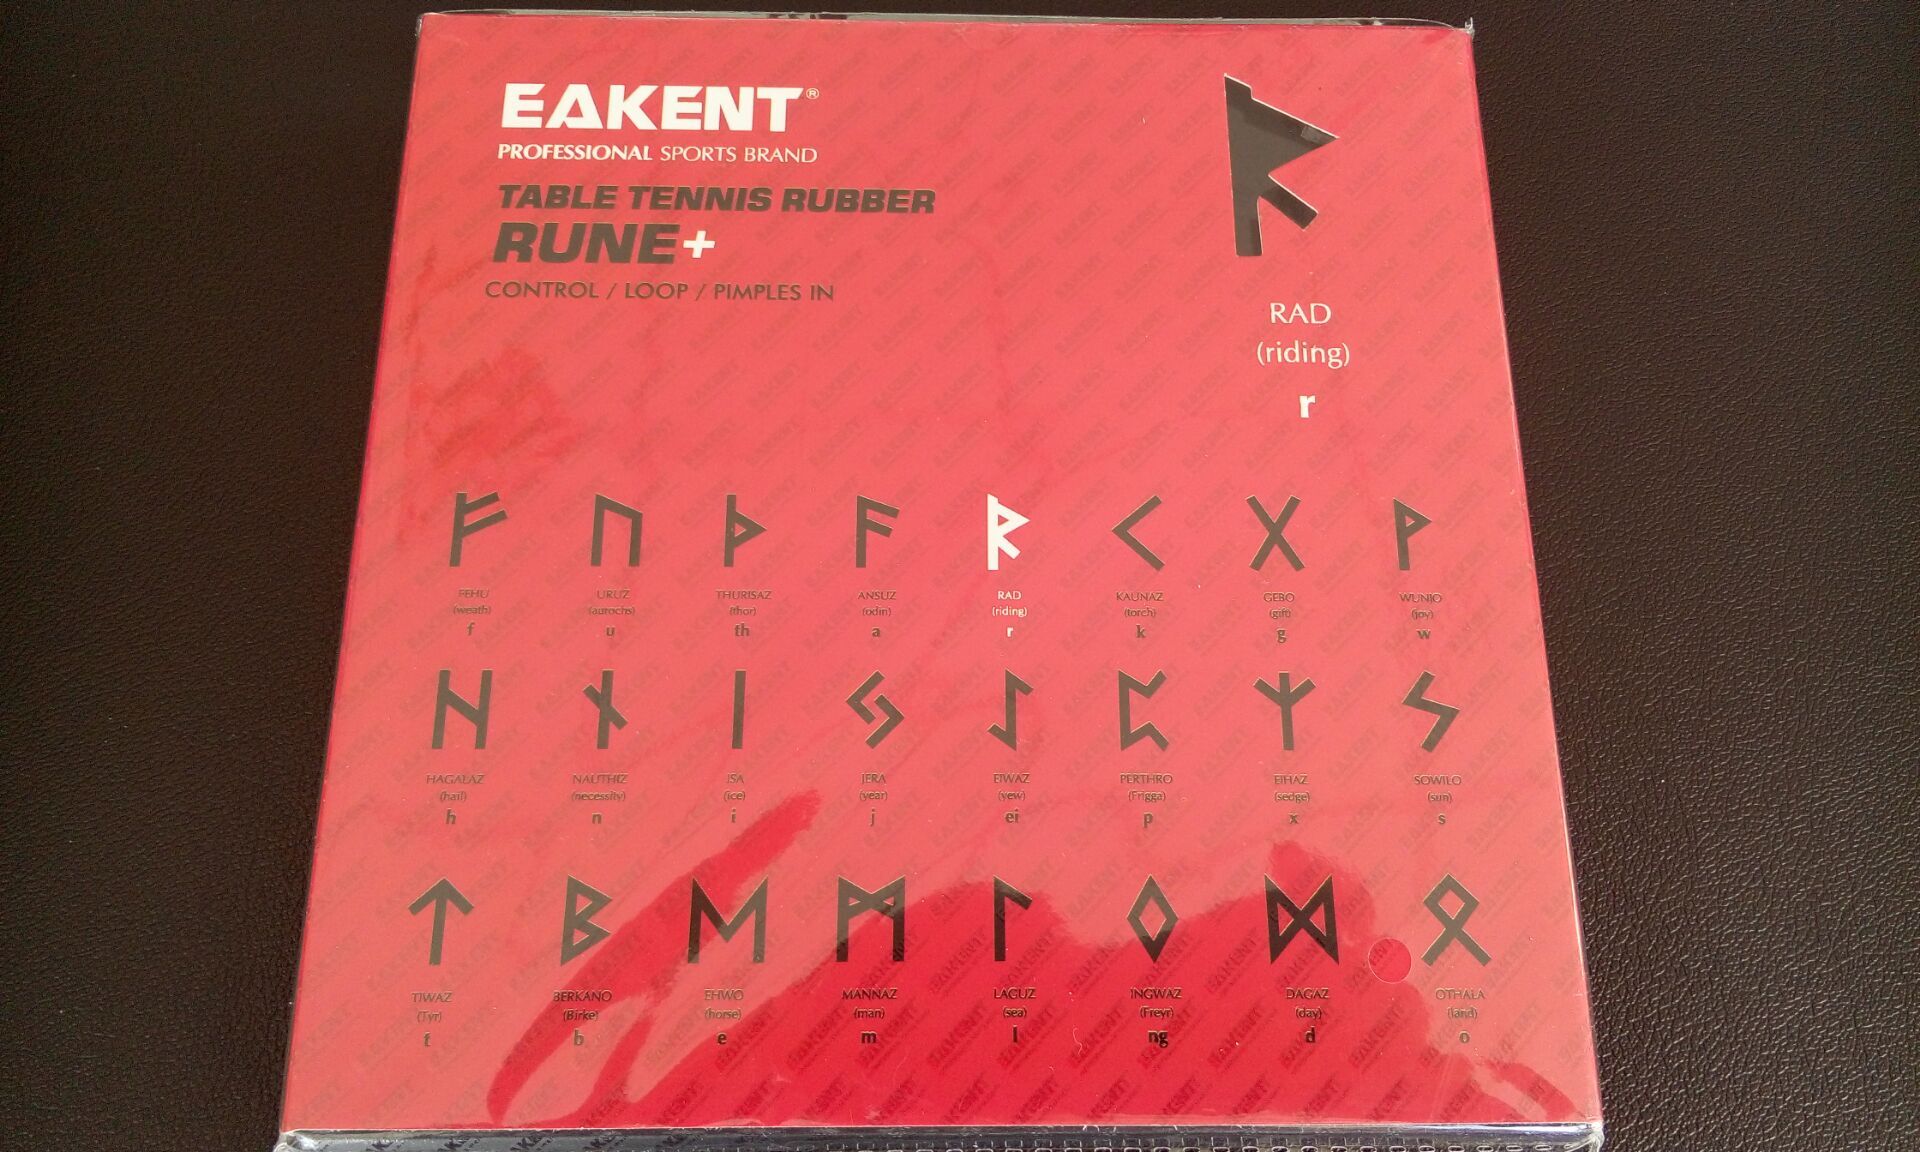 EAKENT®
PROFESSIONAL SPORTS BRAND
TABLE TENNIS RUBBER
RUNE+
CONTROL / LOOP / PIMPLES IN
ᚱ
RAD
(riding)
r
ᚠ ᚢ ᚦ ᚨ ᚱ ᚲ ᚷ ᚹ
FEHU URUZ THURISAZ ANSUZ RAD KAUNAZ GEBO WUNJO
(weath) (aurochs) (thor) (odin) (riding) (torch) (gift) (joy)
f u th a r k g w
ᚺ ᚾ ᛁ ᛃ ᛇ ᛈ ᛉ ᛊ
HAGALAZ NAUTHIZ ISA JERA EIWAZ PERTHRO EIHAZ SOWILO
(hail) (necessity) (ice) (year) (yew) (Frigga) (sedge) (sun)
h n i j ei p x s
ᛏ ᛒ ᛖ ᛗ ᛚ ᛜ ᛞ ᛟ
TIWAZ BERKANO EHWO MANNAZ LAGUZ INGWAZ DAGAZ OTHALA
(Tyr) (Birke) (horse) (man) (sea) (Freyr) (day) (land)
t b e m l ng d o